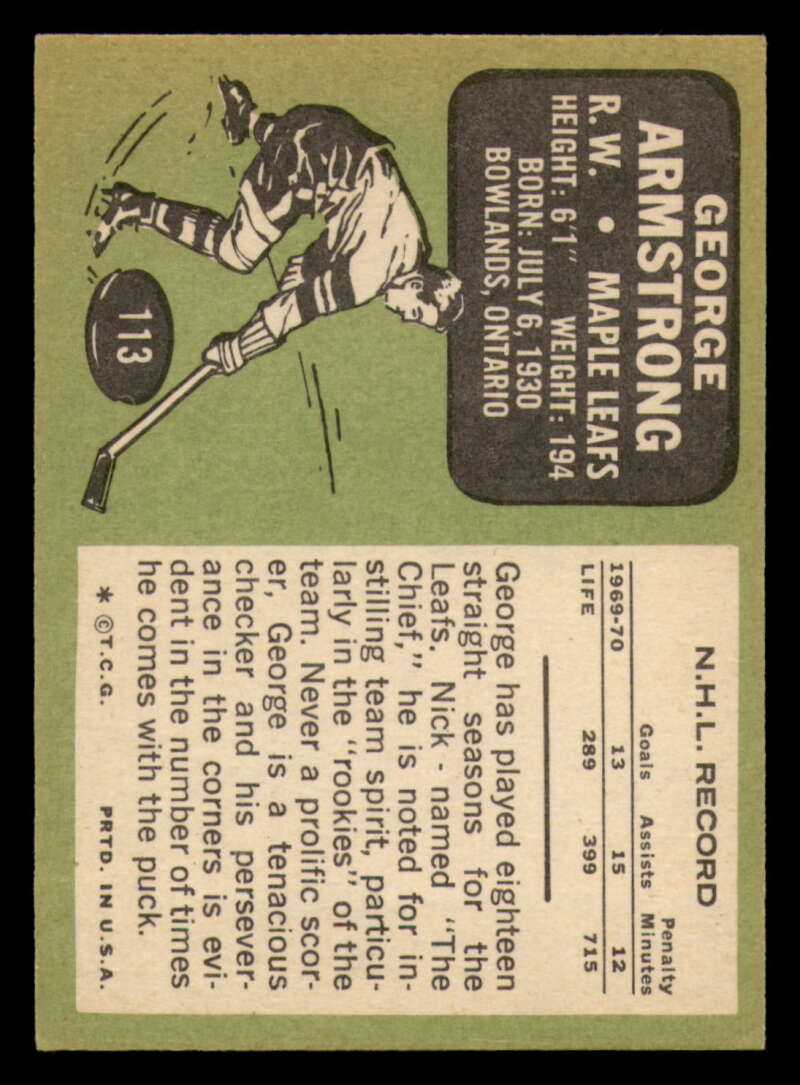 GEORGE
ARMSTRONG
R.W. • MAPLE LEAFS
HEIGHT: 6'1" WEIGHT: 194
BORN: JULY 6, 1930
BOWLANDS, ONTARIO
113
N.H.L. RECORD
Penalty
Goals Assists Minutes
1969-70 13 15 12
LIFE 289 399 715
George has played eighteen
straight seasons for the
Leafs. Nick - named "The
Chief," he is noted for in-
stilling team spirit, particu-
larly in the "rookies" of the
team. Never a prolific scor-
er, George is a tenacious
checker and his persever-
ance in the corners is evi-
dent in the number of times
he comes with the puck.
* ©T.C.G. PRTD. IN U.S.A.